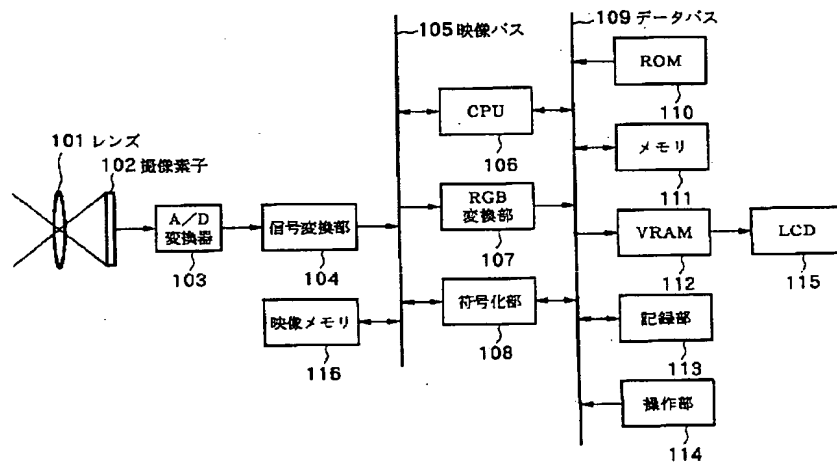 105 映像バス
109 データバス
ROM
110
CPU
106
101 レンズ
102 撮像素子
メモリ
111
A/D
変換器
103
信号変換部
104
RGB
変換部
107
VRAM
112
LCD
115
映像メモリ
116
符号化部
108
記録部
113
操作部
114